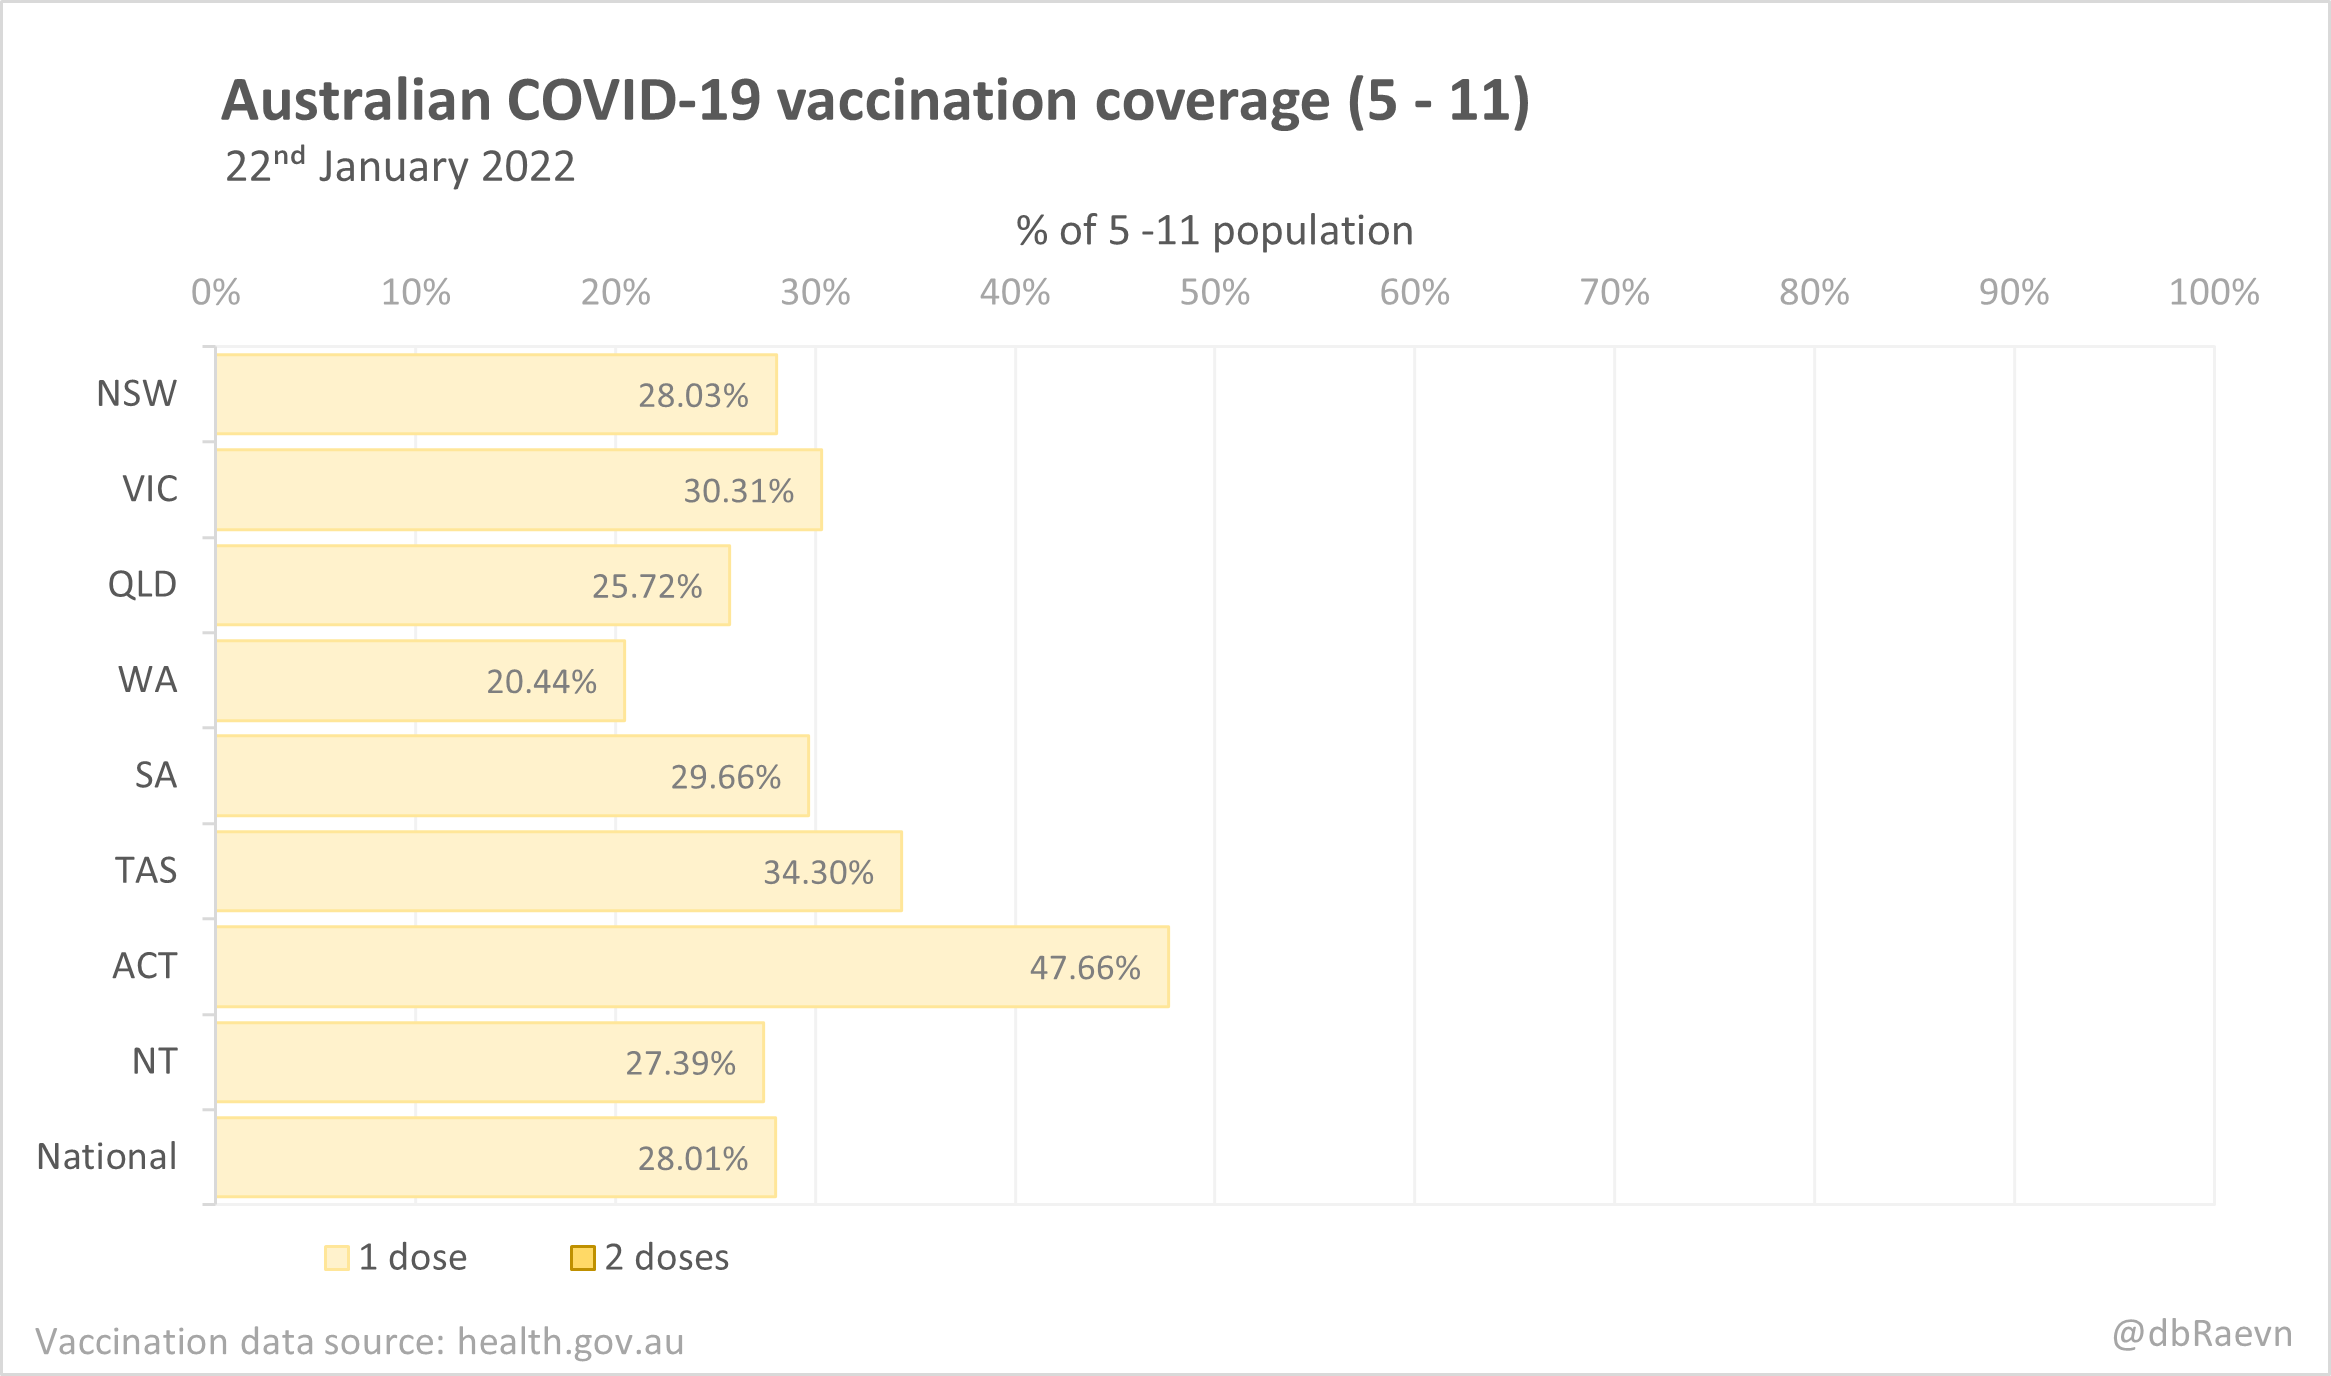 Australian COVID-19 vaccination coverage (5 - 11)
22nd January 2022
% of 5 -11 population
0% 10% 20% 30% 40% 50% 60% 70% 80% 90% 100%
NSW 28.03%
VIC 30.31%
QLD 25.72%
WA 20.44%
SA 29.66%
TAS 34.30%
ACT 47.66%
NT 27.39%
National 28.01%
1 dose 2 doses
Vaccination data source: health.gov.au
@dbRaevn